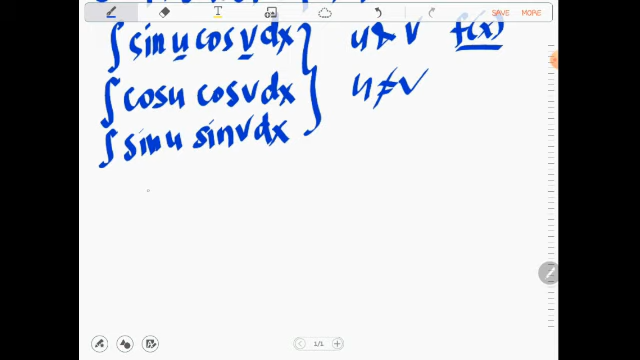 SAVE MORE
∫ sin u cos v dx } u & v f(x)
∫ cos u cos v dx } u ≠ v
∫ sin u sin v dx
1/1